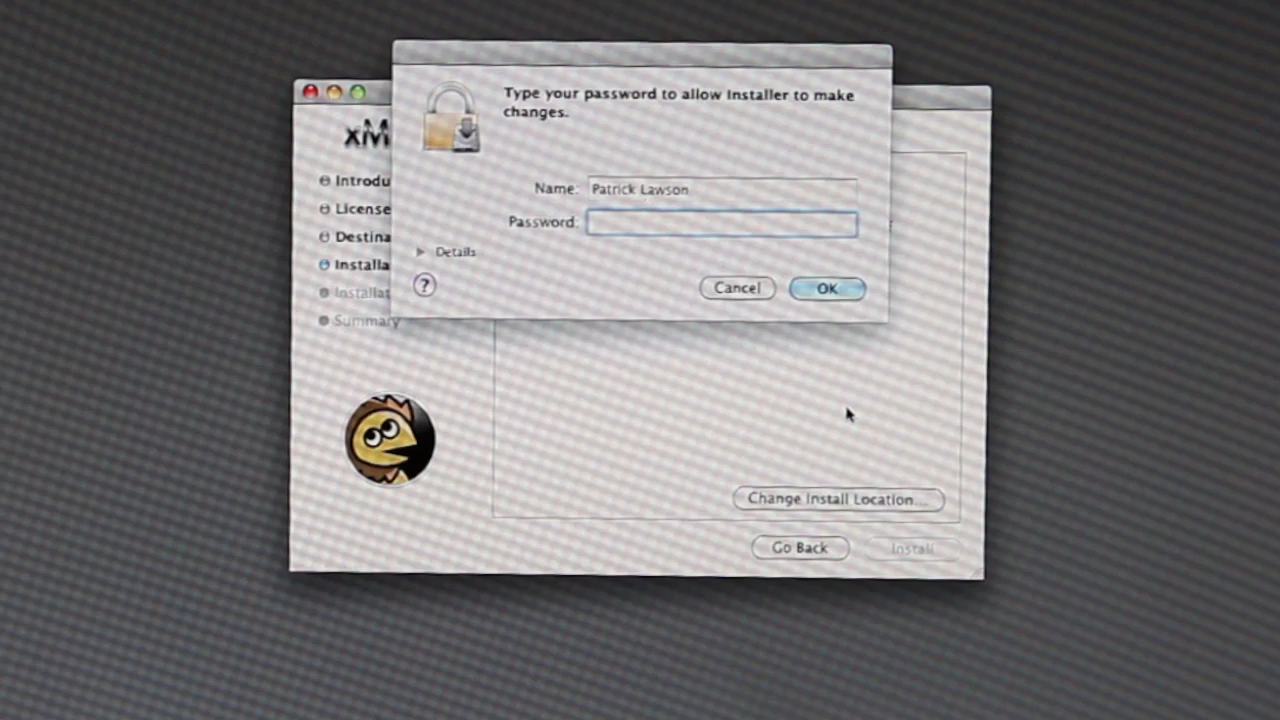 Type your password to allow Installer to make
changes.
Name: Patrick Lawson
Password:
Details
?
Cancel
OK
xM
Introdu
License
Destina
Installa
Installat
Summary
Change Install Location...
Go Back
Install